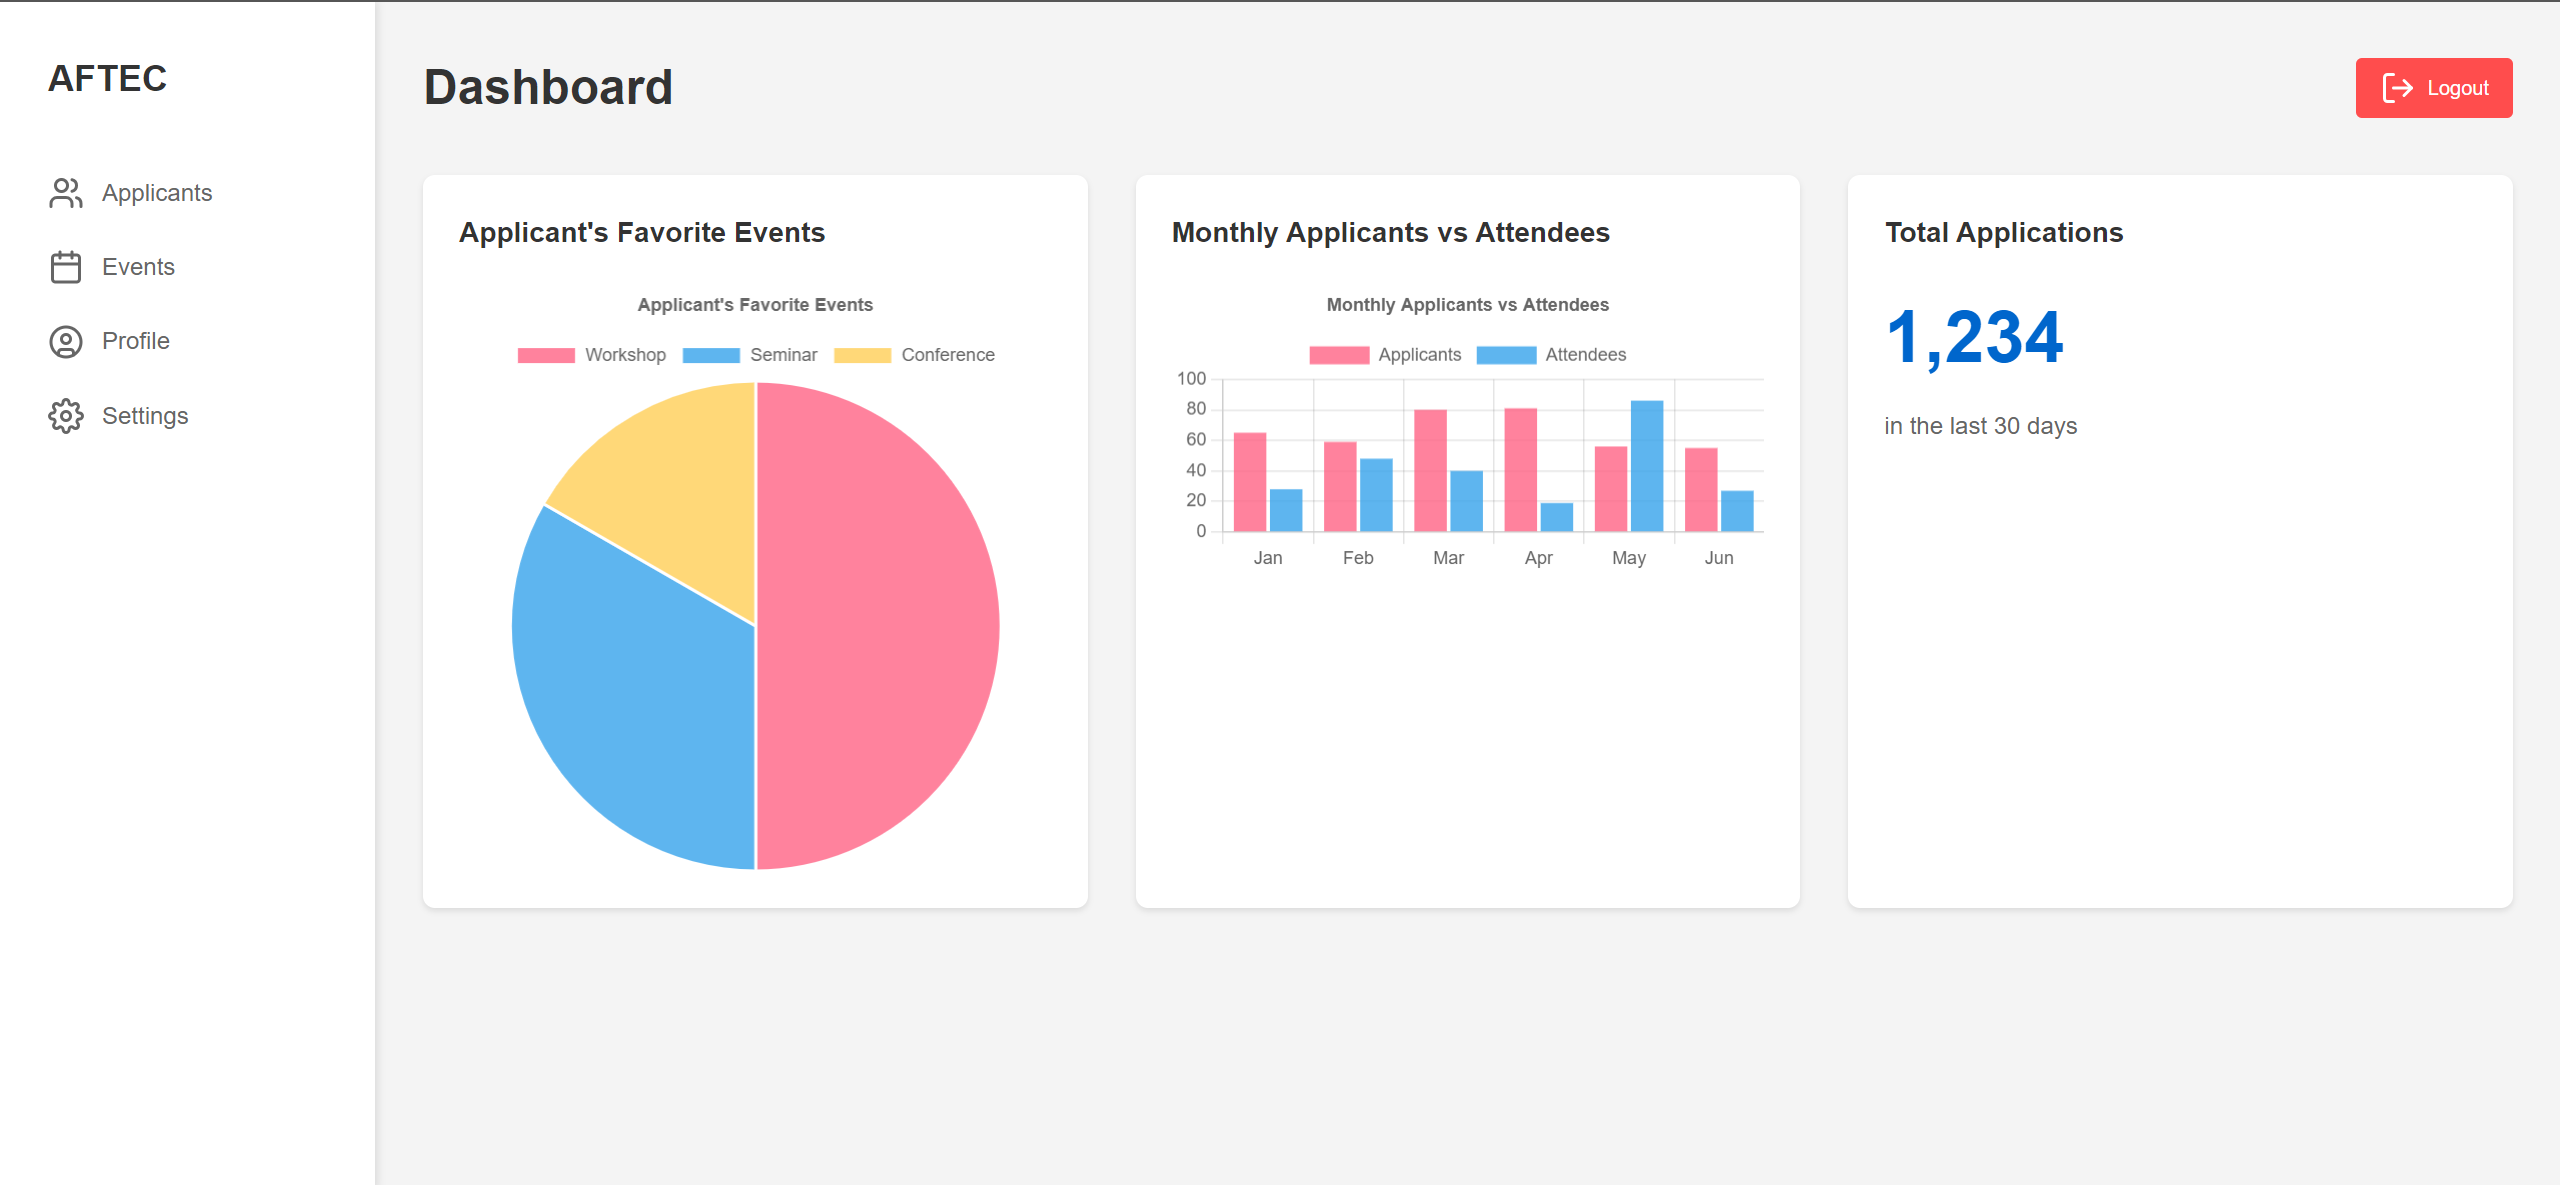 AFTEC
Applicants
Events
Profile
Settings
Dashboard
Logout
Applicant's Favorite Events
Applicant's Favorite Events
Workshop Seminar Conference
Monthly Applicants vs Attendees
Monthly Applicants vs Attendees
Applicants Attendees
100
80
60
40
20
0
Jan Feb Mar Apr May Jun
Total Applications
1,234
in the last 30 days